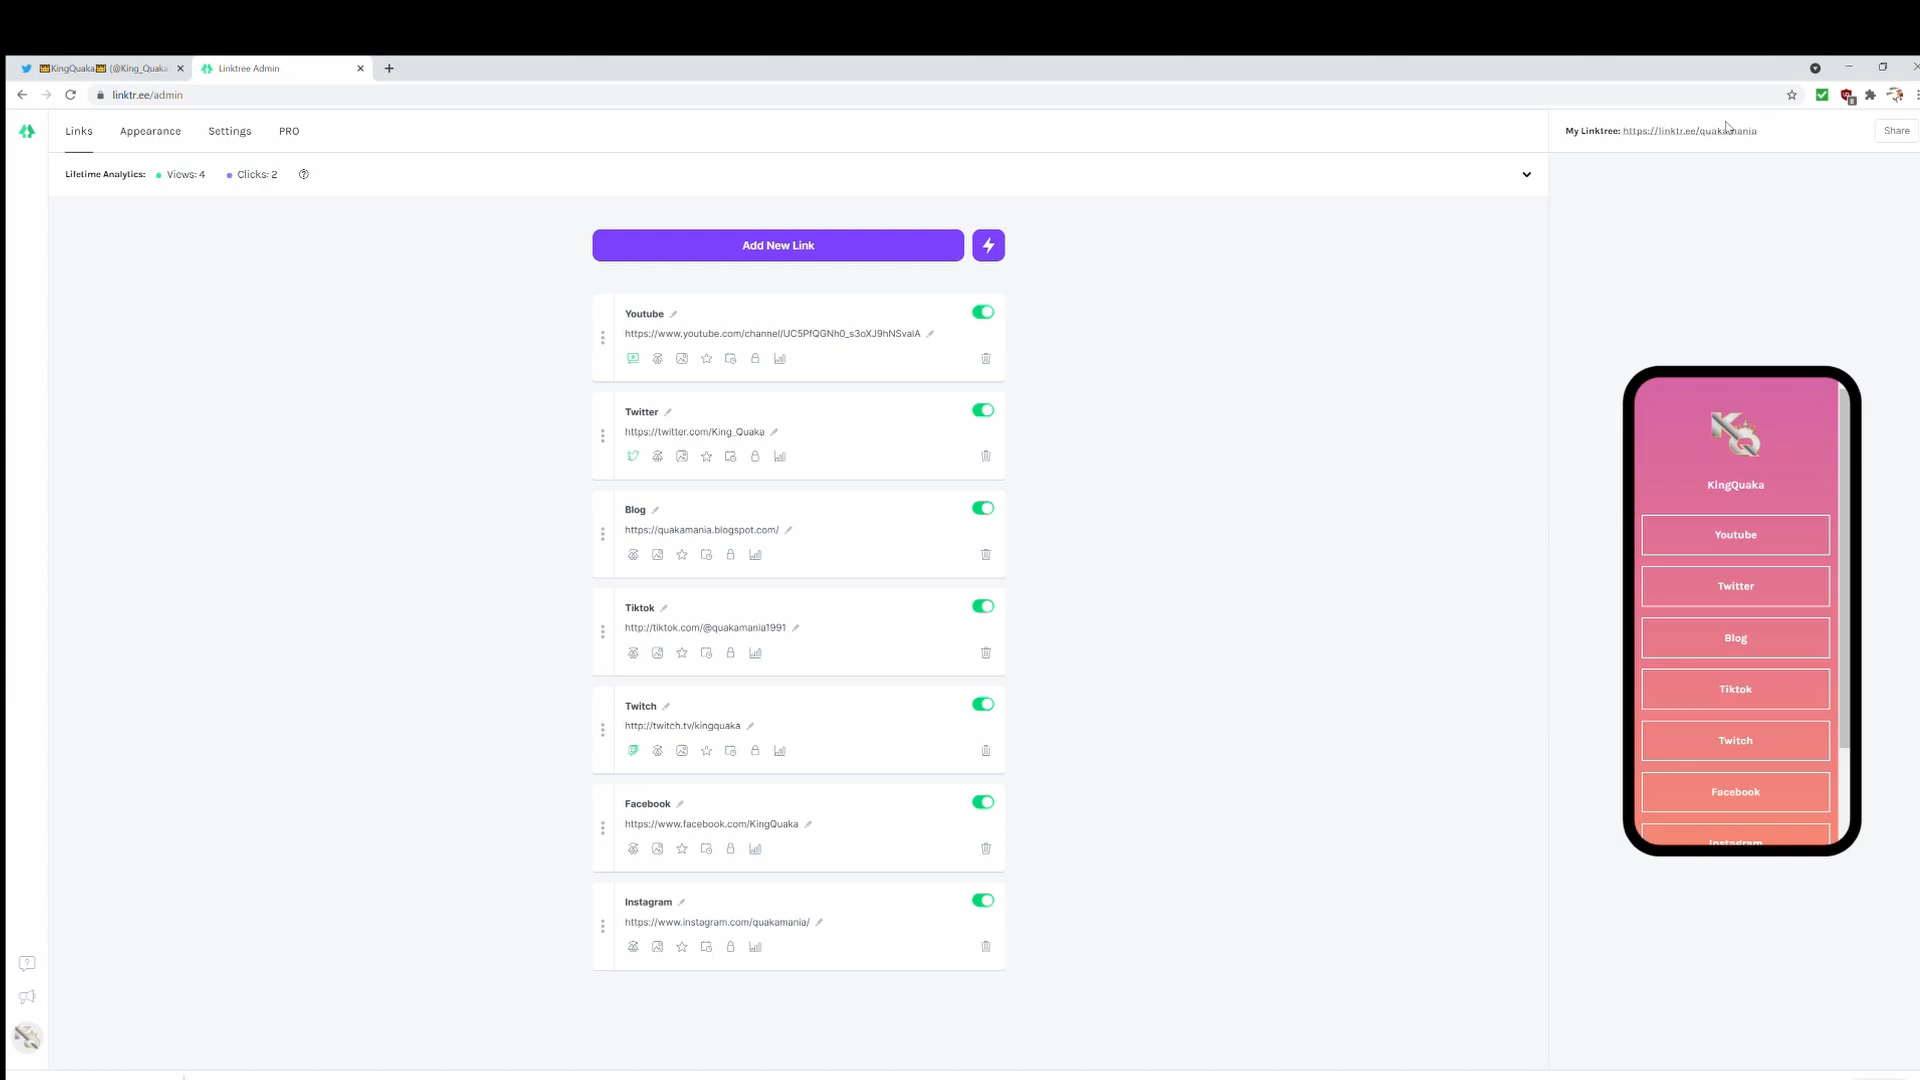 KingQuaka (@King_Quaka
Linktree Admin
linktr.ee/admin
8
Links
Appearance
Settings
PRO
My Linktree: https://linktr.ee/quakamania
Share
Lifetime Analytics:
Views: 4
Clicks: 2
Add New Link
Youtube
https://www.youtube.com/channel/UC5PfQGNh0_s3oXJ9hNSvalA
Twitter
https://twitter.com/King_Quaka
Blog
https://quakamania.blogspot.com/
Tiktok
http://tiktok.com/@quakamania1991
Twitch
http://twitch.tv/kingquaka
Facebook
https://www.facebook.com/KingQuaka
Instagram
https://www.instagram.com/quakamania/
KQ
KingQuaka
Youtube
Twitter
Blog
Tiktok
Twitch
Facebook
Instagram